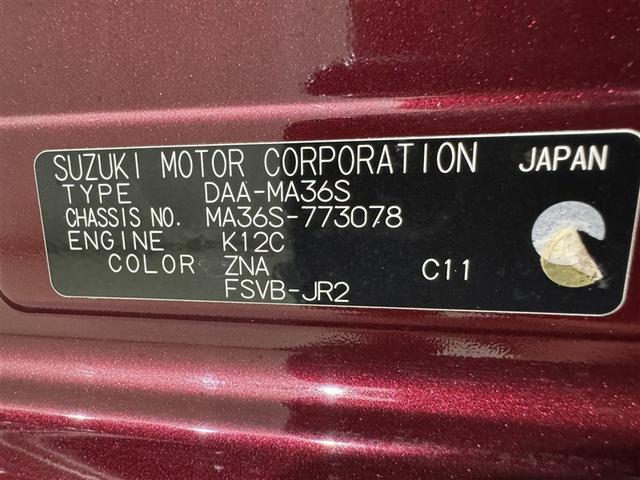 SUZUKI MOTOR CORPORATION JAPAN
TYPE DAA-MA36S
CHASSIS NO. MA36S-773078
ENGINE K12C
COLOR ZNA C11
FSVB-JR2